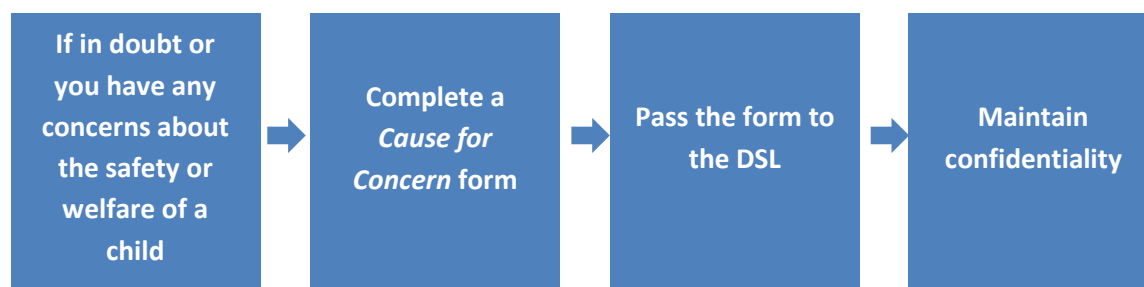 If in doubt or
you have any
concerns about
the safety or
welfare of a
child
Complete a
Cause for
Concern form
Pass the form to
the DSL
Maintain
confidentiality